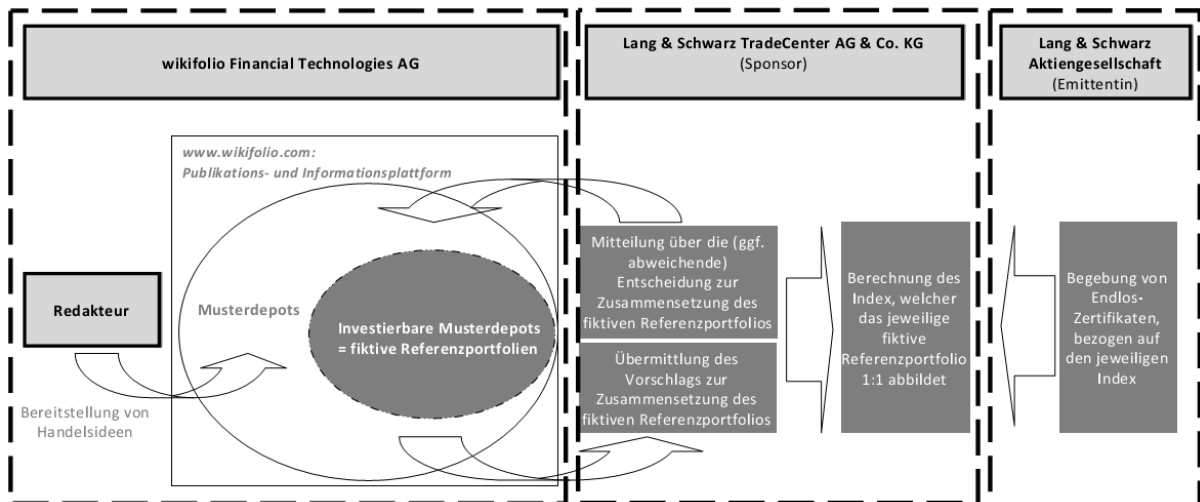 wikifolio Financial Technologies AG
Lang & Schwarz TradeCenter AG & Co. KG
(Sponsor)
Lang & Schwarz
Aktiengesellschaft
(Emittentin)
www.wikifolio.com:
Publikations- und Informationsplattform
Redakteur
Bereitstellung von
Handelsideen
Musterdepots
Investierbare Musterdepots
= fiktive Referenzportfolien
Mitteilung über die (ggf.
abweichende)
Entscheidung zur
Zusammensetzung des
fiktiven Referenzportfolios
Übermittlung des
Vorschlags zur
Zusammensetzung des
fiktiven Referenzportfolios
Berechnung des
Index, welcher
das jeweilige
fiktive
Referenzportfolio
1:1 abbildet
Begebung von
Endlos-
Zertifikaten,
bezogen auf
den jeweiligen
Index